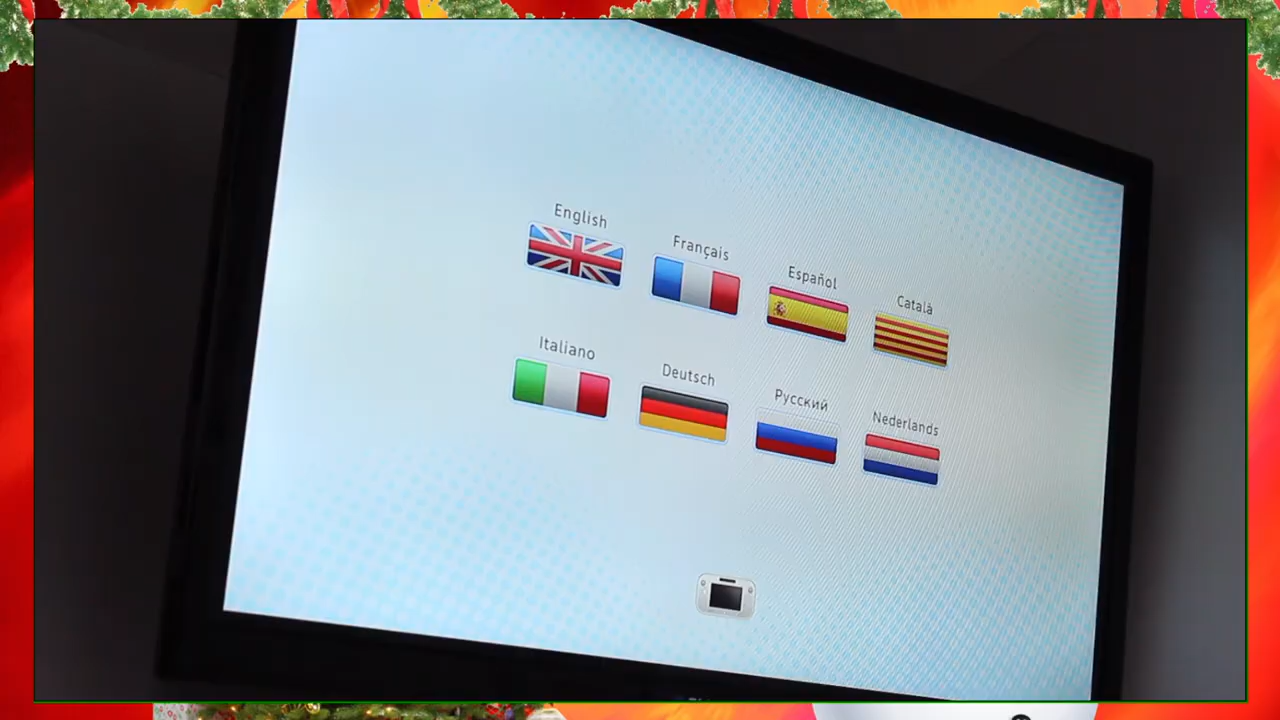 English
Français
Español
Català
Italiano
Deutsch
Русский
Nederlands